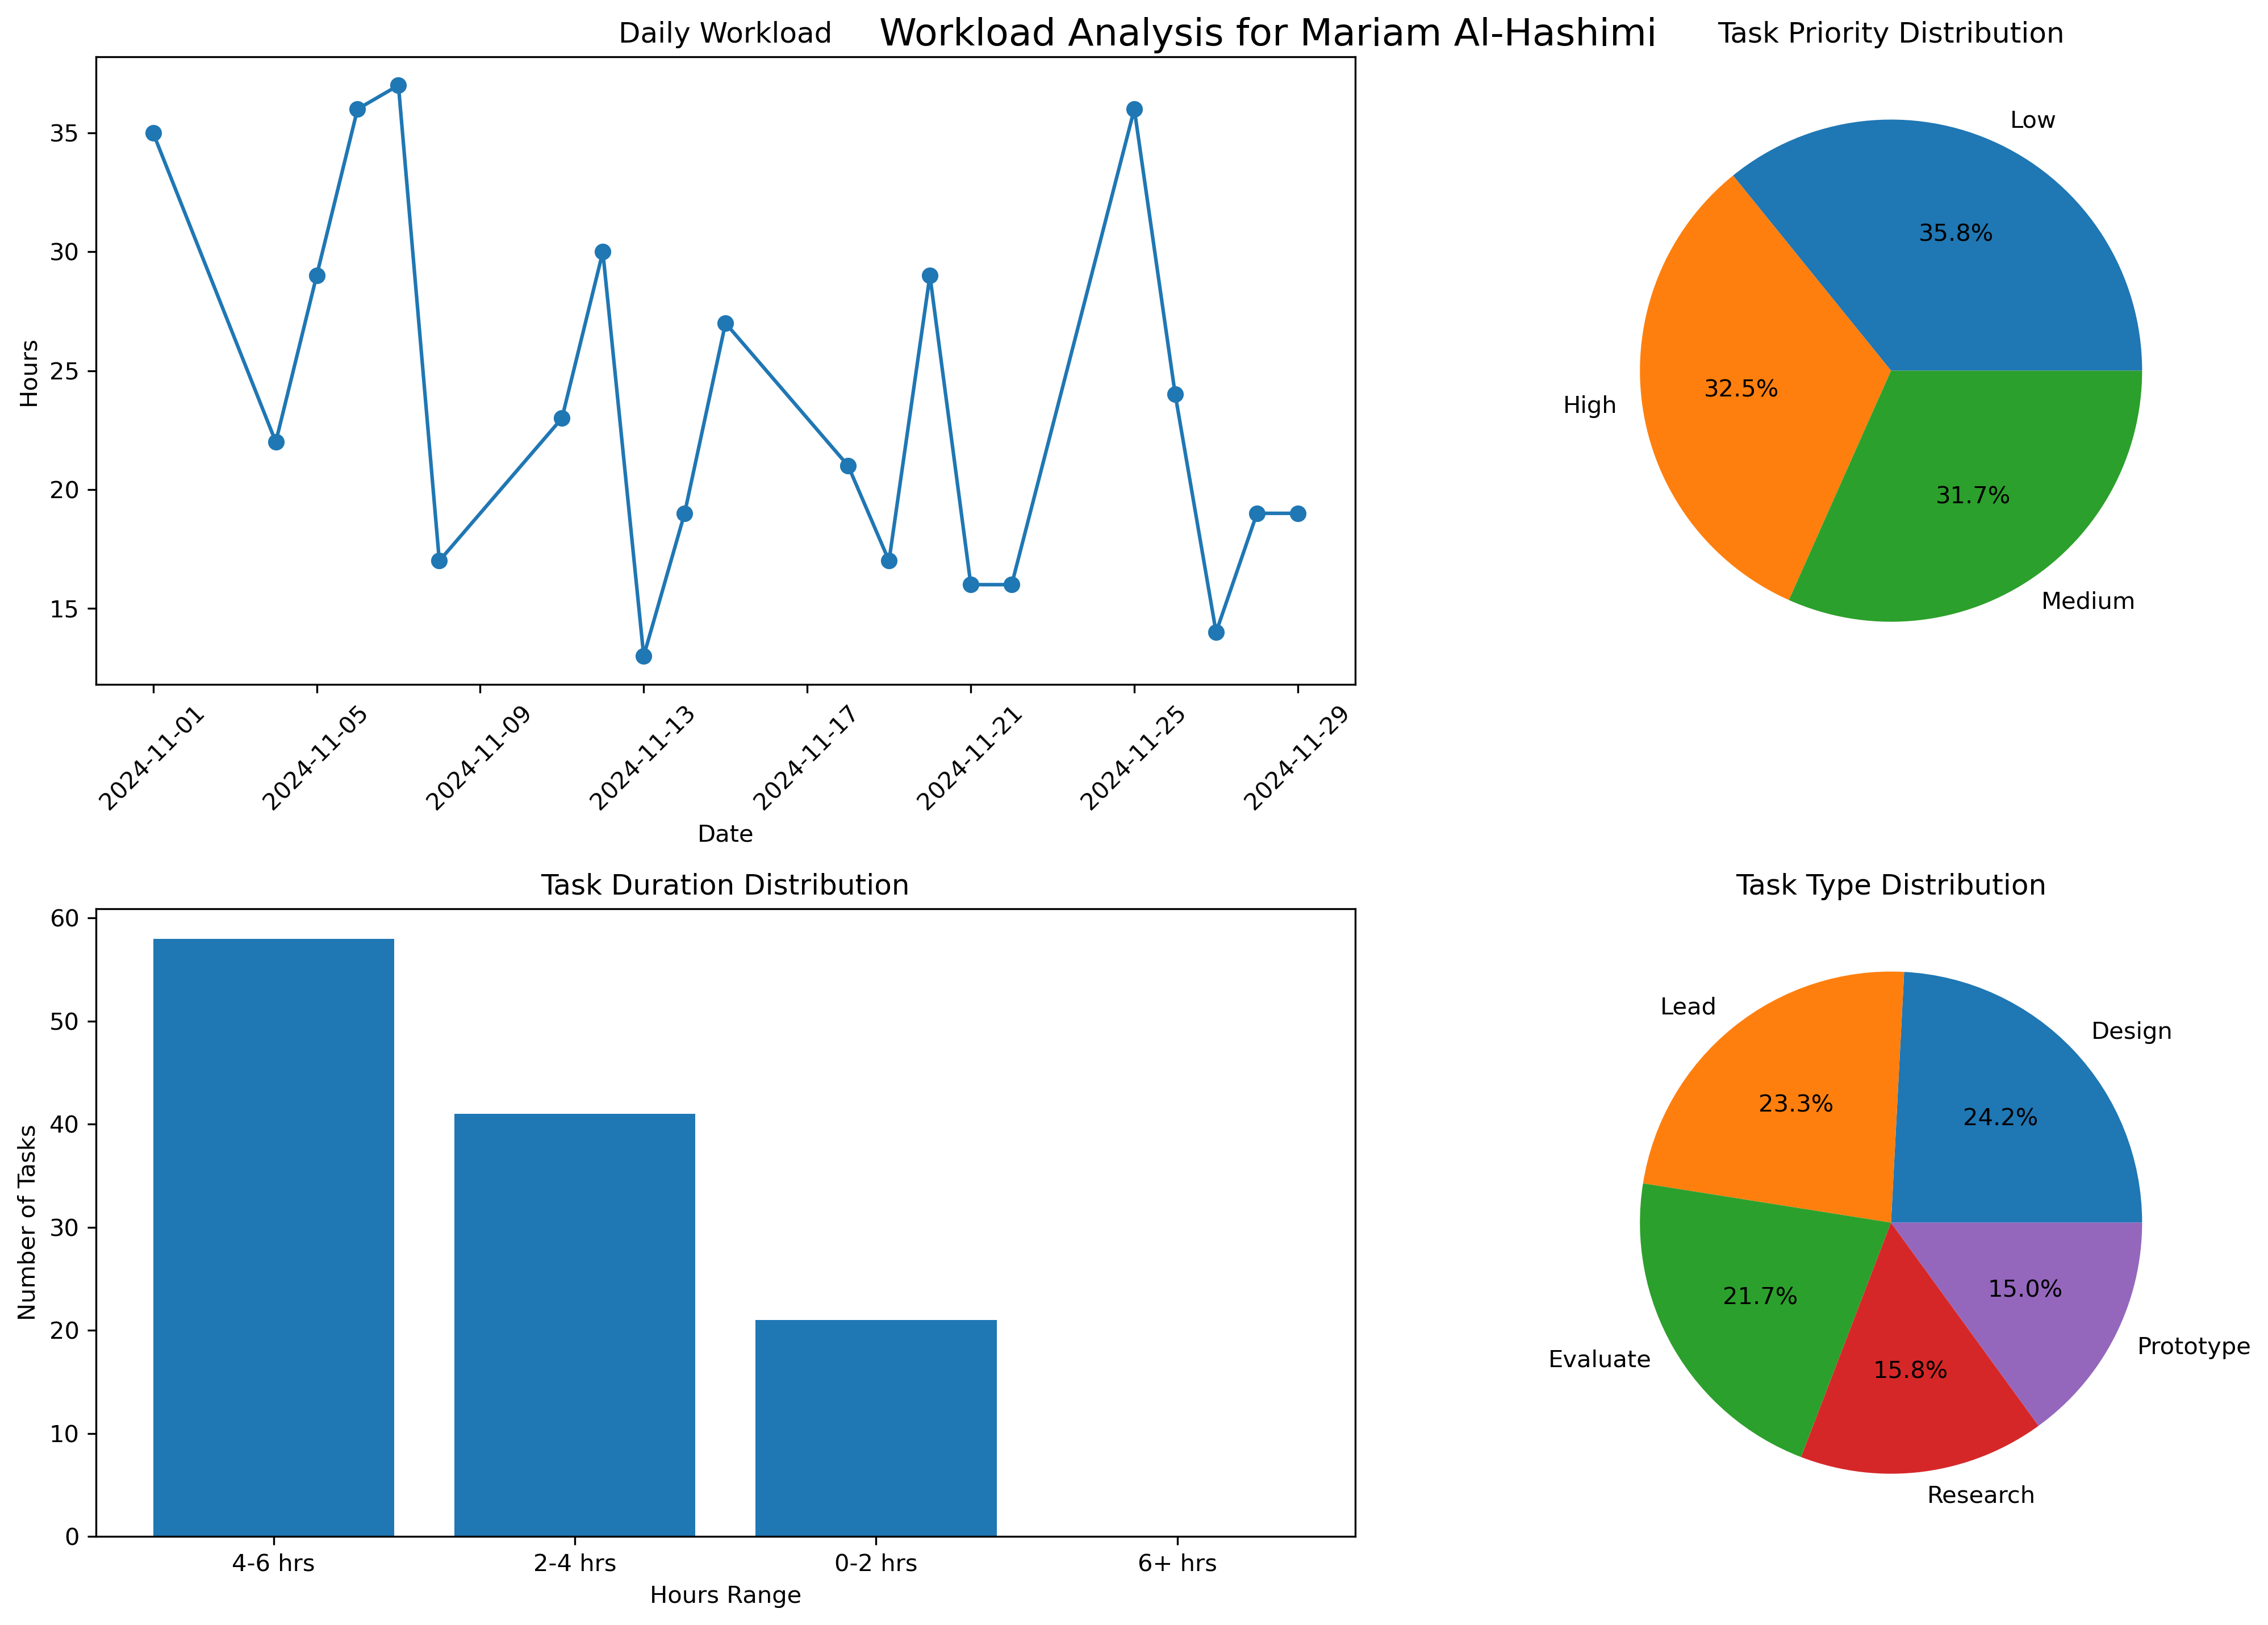 Workload Analysis for Mariam Al-Hashimi
Daily Workload
Hours
35
30
25
20
15
2024-11-01
2024-11-05
2024-11-09
2024-11-13
2024-11-17
2024-11-21
2024-11-25
2024-11-29
Date
Task Priority Distribution
Low
35.8%
High
32.5%
Medium
31.7%
Task Duration Distribution
Number of Tasks
60
50
40
30
20
10
0
4-6 hrs
2-4 hrs
0-2 hrs
6+ hrs
Hours Range
Task Type Distribution
Design
24.2%
Lead
23.3%
Evaluate
21.7%
Research
15.8%
Prototype
15.0%